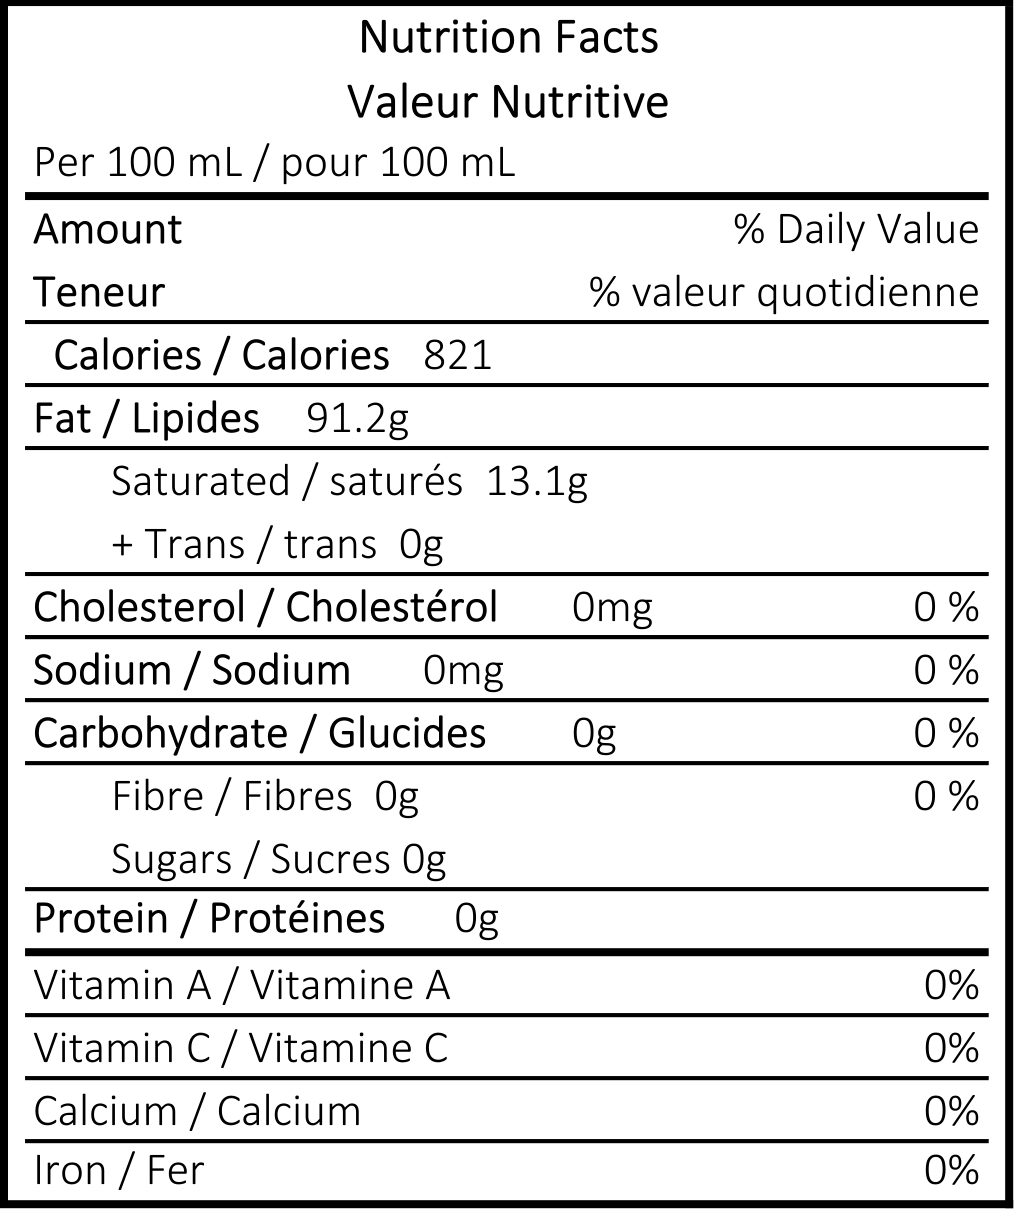 Nutrition Facts
Valeur Nutritive
Per 100 mL / pour 100 mL
Amount % Daily Value
Teneur % valeur quotidienne
Calories / Calories 821
Fat / Lipides 91.2g
Saturated / saturés 13.1g
+ Trans / trans 0g
Cholesterol / Cholestérol 0mg 0 %
Sodium / Sodium 0mg 0 %
Carbohydrate / Glucides 0g 0 %
Fibre / Fibres 0g 0 %
Sugars / Sucres 0g
Protein / Protéines 0g
Vitamin A / Vitamine A 0%
Vitamin C / Vitamine C 0%
Calcium / Calcium 0%
Iron / Fer 0%